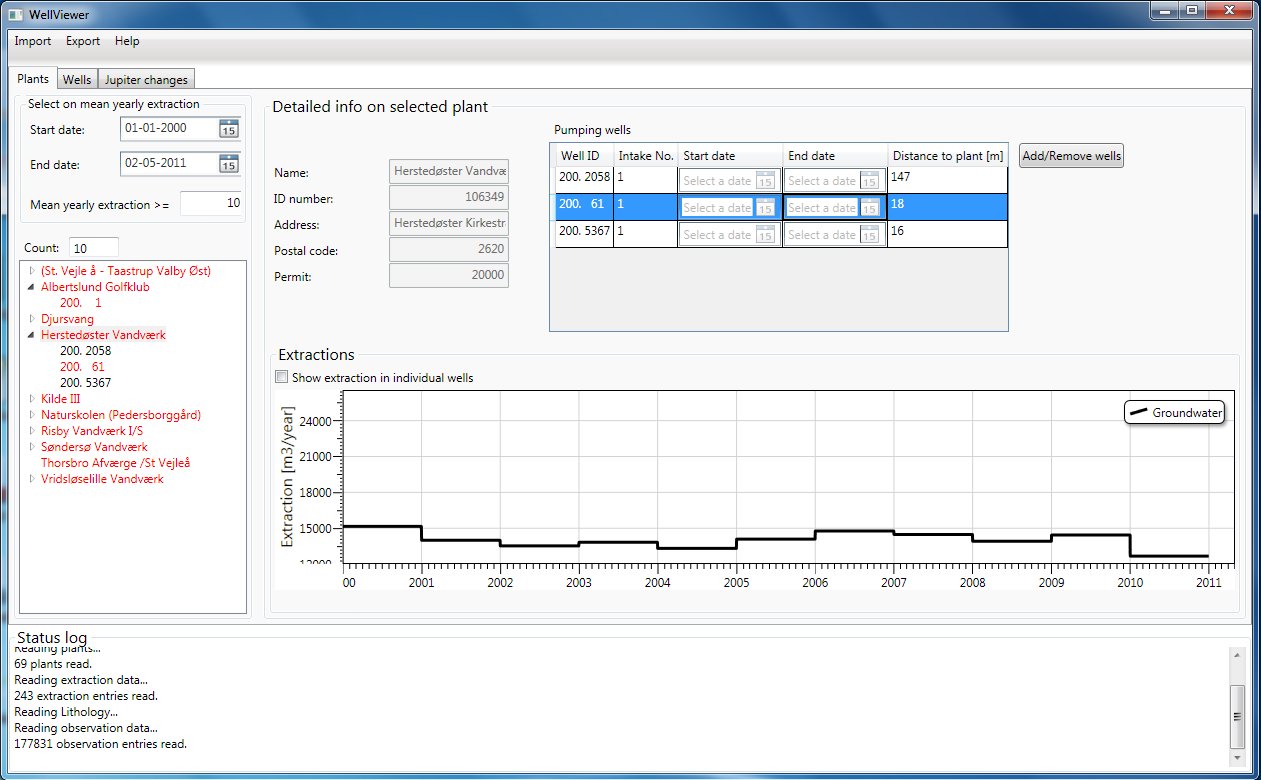 WellViewer
Import Export Help
Plants Wells Jupiter changes
Select on mean yearly extraction
Start date: 01-01-2000 15
End date: 02-05-2011 15
Mean yearly extraction >= 10
Count: 10
(St. Vejle å - Taastrup Valby Øst)
Albertslund Golfklub
200. 1
Djursvang
Herstedøster Vandværk
200. 2058
200. 61
200. 5367
Kilde III
Naturskolen (Pedersborggård)
Risby Vandværk I/S
Søndersø Vandværk
Thorsbro Afværge /St Vejleå
Vridsløselille Vandværk
Detailed info on selected plant
Name: Herstedøster Vandvæ
ID number: 106349
Address: Herstedøster Kirkestr
Postal code: 2620
Permit: 20000
Pumping wells
Well ID Intake No. Start date End date Distance to plant [m]
200. 2058 1 Select a date 15 Select a date 15 147
200. 61 1 Select a date 15 Select a date 15 18
200. 5367 1 Select a date 15 Select a date 15 16
Add/Remove wells
Extractions
Show extraction in individual wells
Extraction [m3/year]
24000
21000
18000
15000
12000
Groundwater
00 2001 2002 2003 2004 2005 2006 2007 2008 2009 2010 2011
Status log
Reading plants...
69 plants read.
Reading extraction data...
243 extraction entries read.
Reading Lithology...
Reading observation data...
177831 observation entries read.